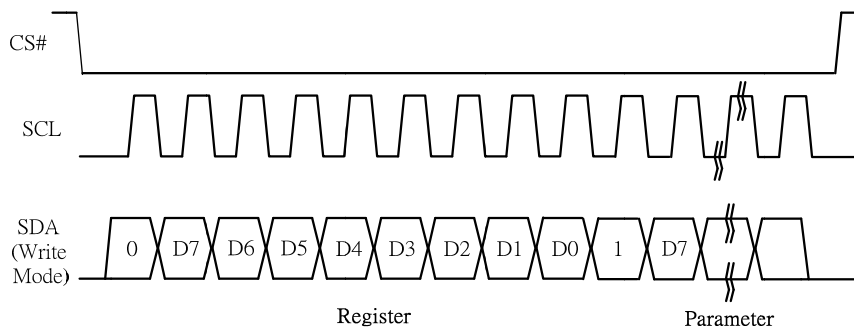 CS#
SCL
SDA
(Write
Mode)
0 D7 D6 D5 D4 D3 D2 D1 D0 1 D7
Register Parameter